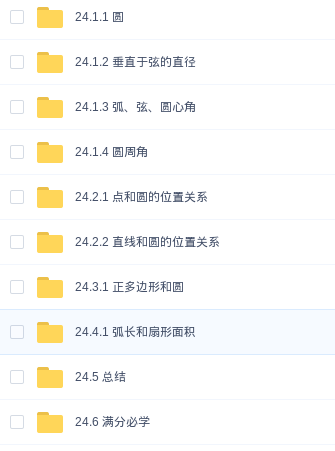 24.1.1 圆
24.1.2 垂直于弦的直径
24.1.3 弧、弦、圆心角
24.1.4 圆周角
24.2.1 点和圆的位置关系
24.2.2 直线和圆的位置关系
24.3.1 正多边形和圆
24.4.1 弧长和扇形面积
24.5 总结
24.6 满分必学